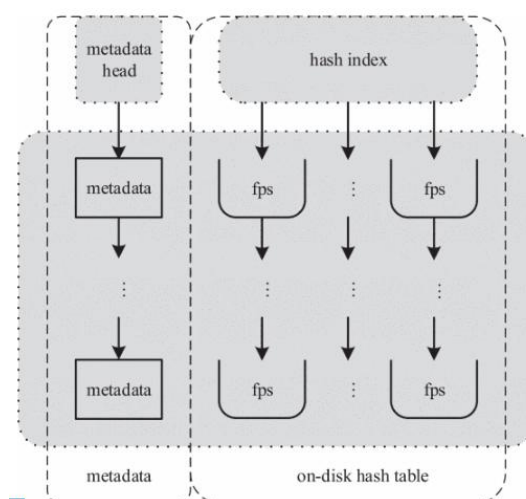 metadata
head
hash index
metadata
fps
⋮
fps
⋮
⋮
⋮
⋮
metadata
fps
⋮
fps
metadata
on-disk hash table